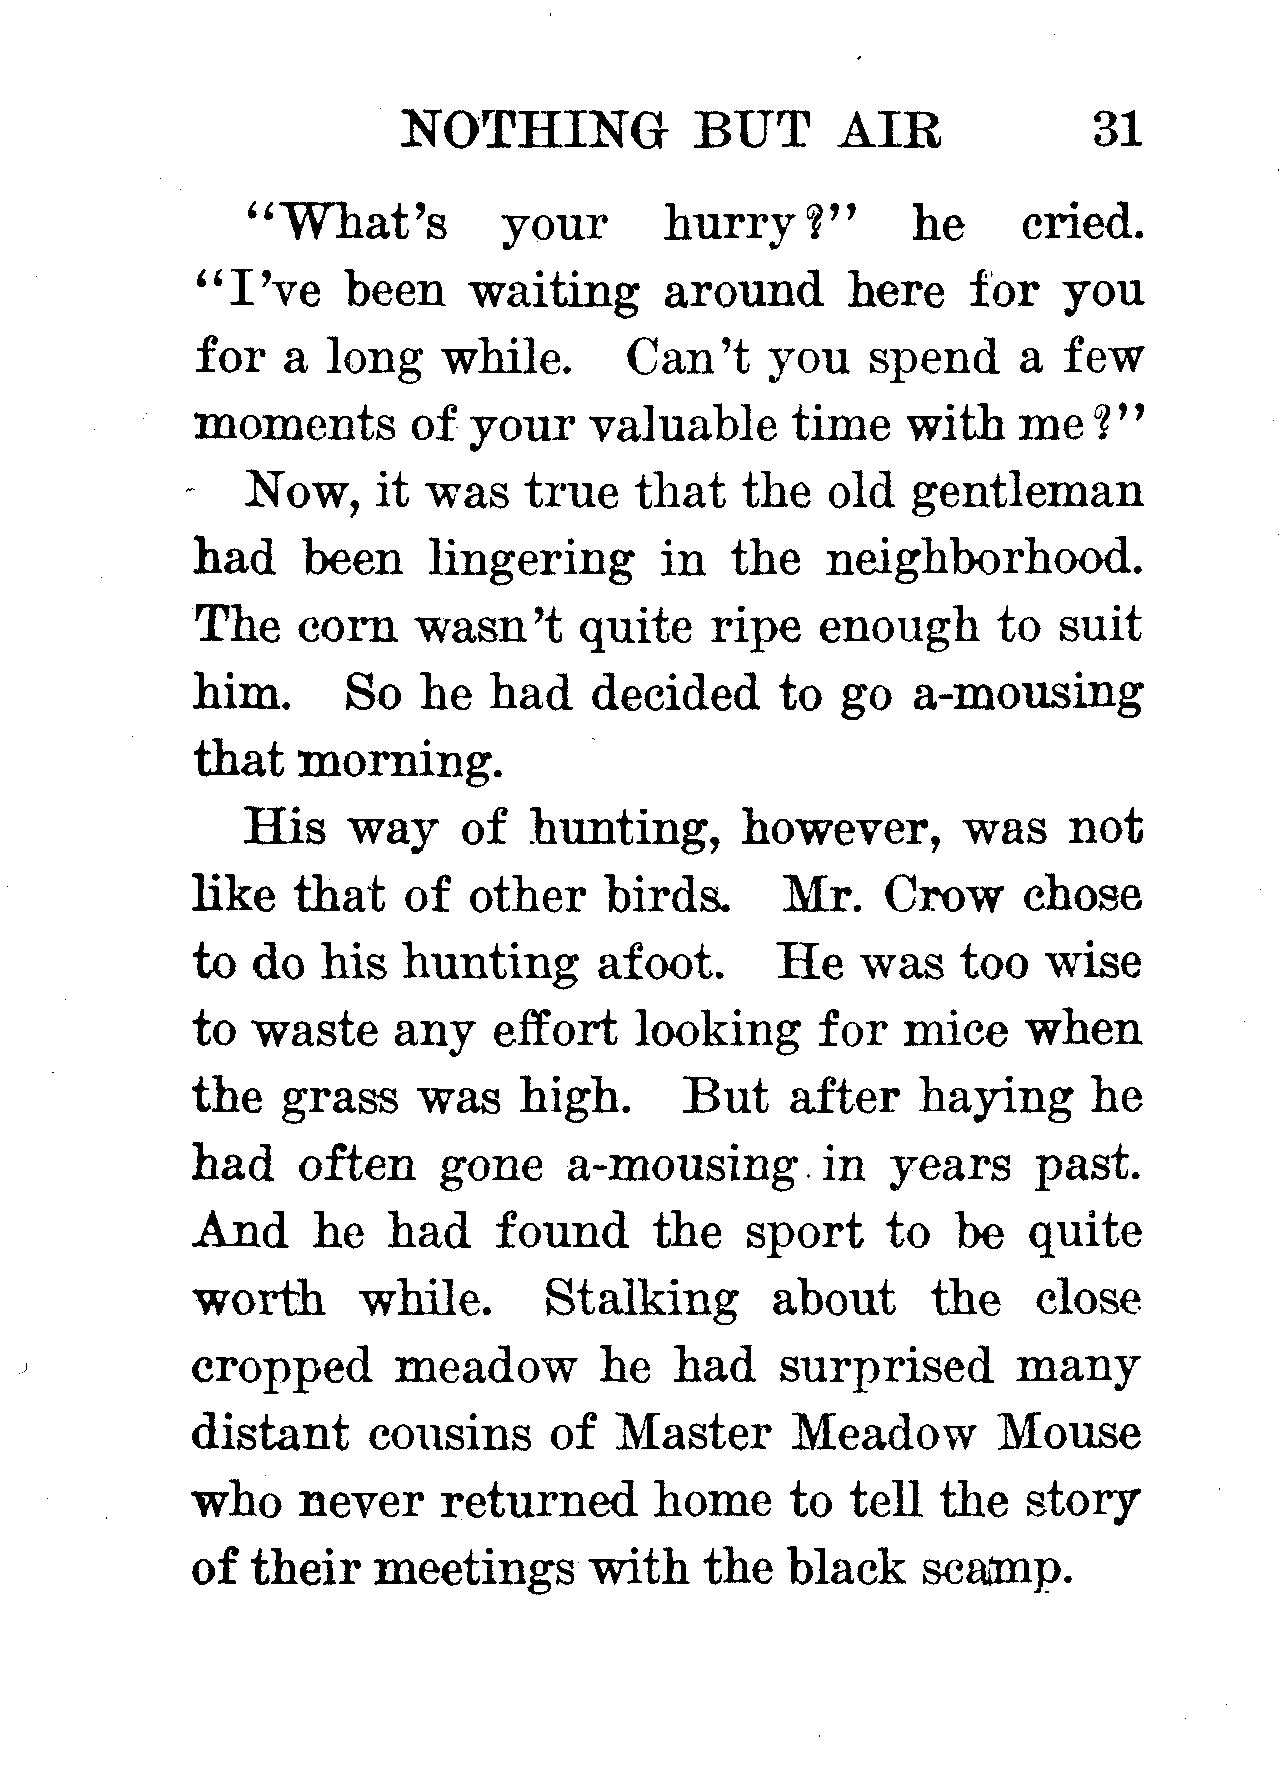 NOTHING BUT AIR 31
"What's your hurry?" he cried.
"I've been waiting around here for you
for a long while. Can't you spend a few
moments of your valuable time with me?"
Now, it was true that the old gentleman
had been lingering in the neighborhood.
The corn wasn't quite ripe enough to suit
him. So he had decided to go a-mousing
that morning.
His way of hunting, however, was not
like that of other birds. Mr. Crow chose
to do his hunting afoot. He was too wise
to waste any effort looking for mice when
the grass was high. But after haying he
had often gone a-mousing in years past.
And he had found the sport to be quite
worth while. Stalking about the close
cropped meadow he had surprised many
distant cousins of Master Meadow Mouse
who never returned home to tell the story
of their meetings with the black scamp.